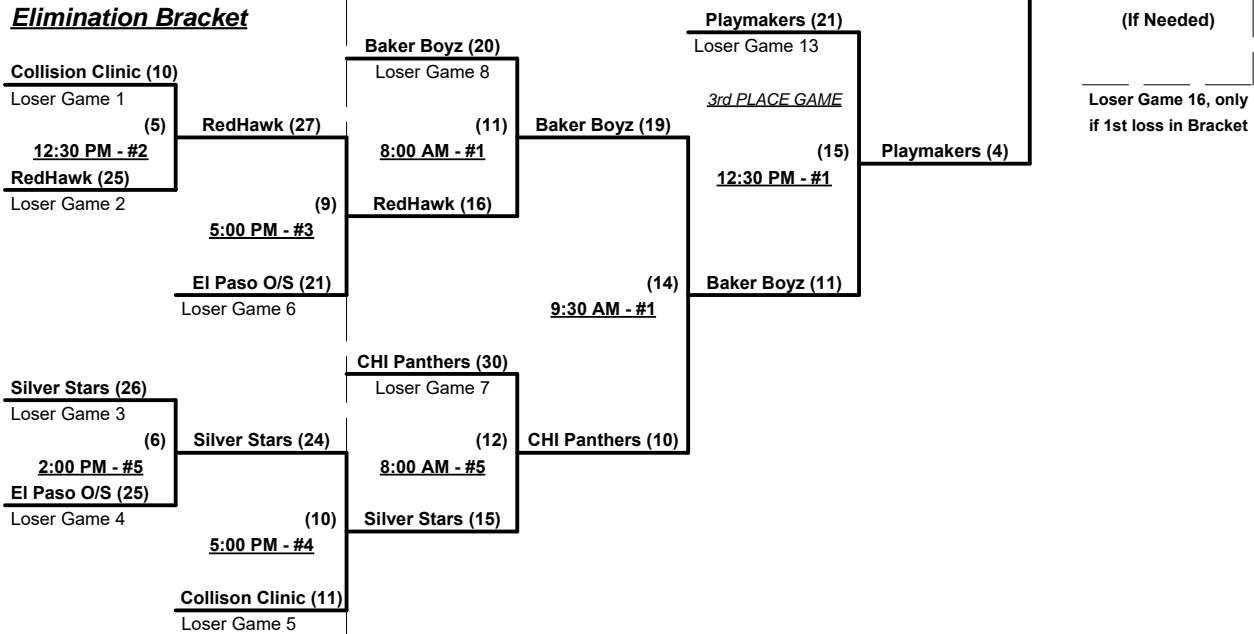 Elimination Bracket
Collision Clinic (10)
Loser Game 1
(5)
12:30 PM - #2
RedHawk (25)
Loser Game 2
RedHawk (27)
(9)
5:00 PM - #3
El Paso O/S (21)
Loser Game 6
Silver Stars (26)
Loser Game 3
(6)
2:00 PM - #5
El Paso O/S (25)
Loser Game 4
Silver Stars (24)
(10)
5:00 PM - #4
Collison Clinic (11)
Loser Game 5
Baker Boyz (20)
Loser Game 8
(11)
8:00 AM - #1
RedHawk (16)
CHI Panthers (30)
Loser Game 7
(12)
8:00 AM - #5
Silver Stars (15)
Baker Boyz (19)
(14)
9:30 AM - #1
CHI Panthers (10)
Playmakers (21)
Loser Game 13
3rd PLACE GAME
(15)
12:30 PM - #1
Baker Boyz (11)
Playmakers (4)
(If Needed)
Loser Game 16, only
if 1st loss in Bracket